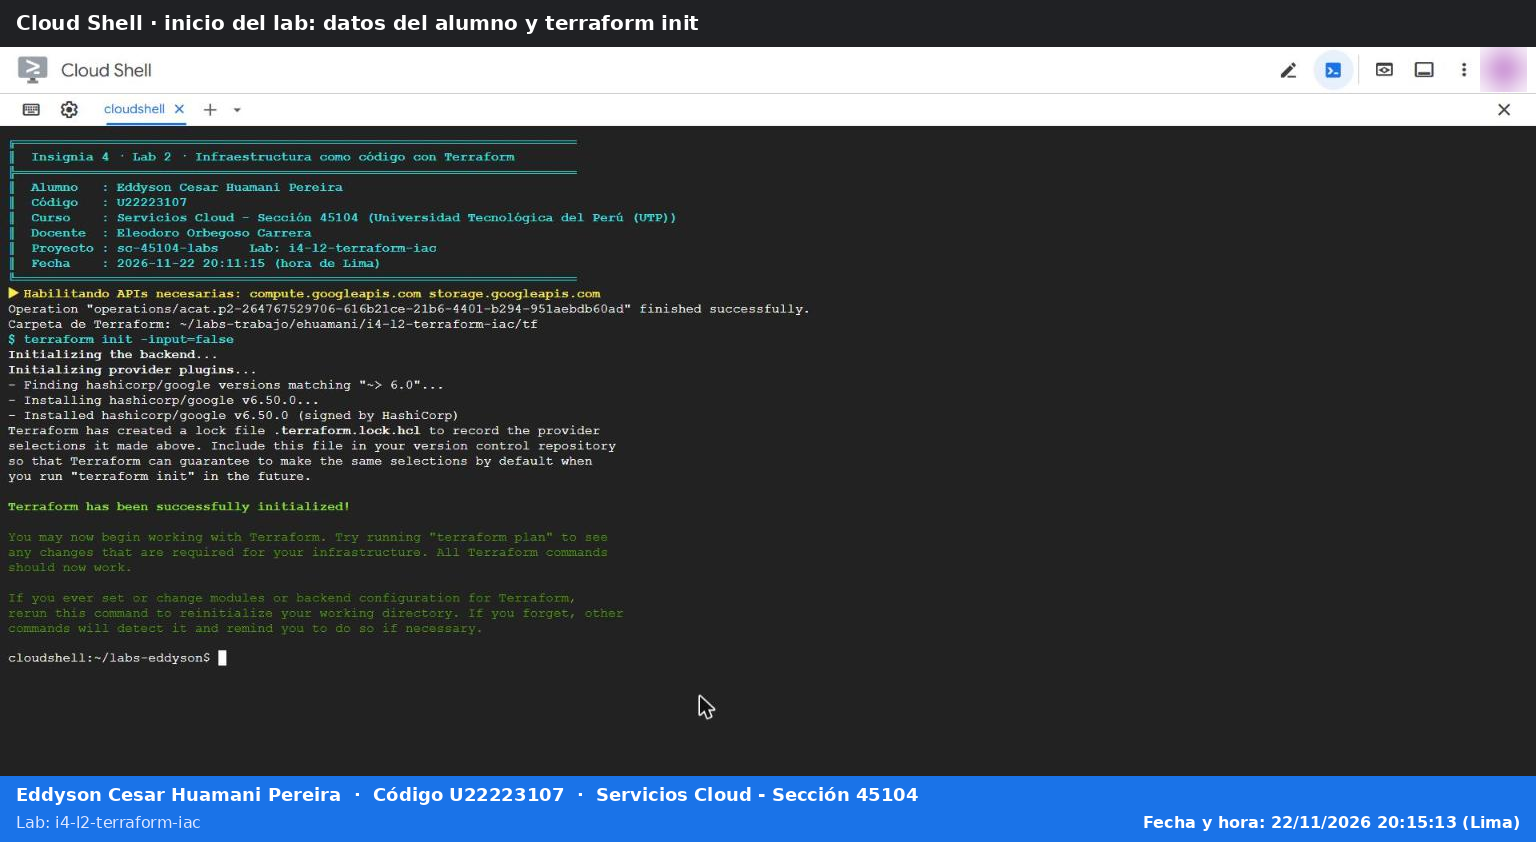 Cloud Shell · inicio del lab: datos del alumno y terraform init
Cloud Shell
cloudshell
Insignia 4 · Lab 2 · Infraestructura como código con Terraform
Alumno : Eddyson Cesar Huamani Pereira
Código : U22223107
Curso : Servicios Cloud - Sección 45104 (Universidad Tecnológica del Perú (UTP))
Docente : Eleodoro Orbegoso Carrera
Proyecto : sc-45104-labs Lab: i4-l2-terraform-iac
Fecha : 2026-11-22 20:11:15 (hora de Lima)
▶ Habilitando APIs necesarias: compute.googleapis.com storage.googleapis.com
Operation "operations/acat.p2-264767529706-616b21ce-21b6-4401-b294-951aebdb60ad" finished successfully.
Carpeta de Terraform: ~/labs-trabajo/ehuamani/i4-l2-terraform-iac/tf
$ terraform init -input=false
Initializing the backend...
Initializing provider plugins...
- Finding hashicorp/google versions matching "~> 6.0"...
- Installing hashicorp/google v6.50.0...
- Installed hashicorp/google v6.50.0 (signed by HashiCorp)
Terraform has created a lock file .terraform.lock.hcl to record the provider
selections it made above. Include this file in your version control repository
so that Terraform can guarantee to make the same selections by default when
you run "terraform init" in the future.
Terraform has been successfully initialized!
You may now begin working with Terraform. Try running "terraform plan" to see
any changes that are required for your infrastructure. All Terraform commands
should now work.
If you ever set or change modules or backend configuration for Terraform,
rerun this command to reinitialize your working directory. If you forget, other
commands will detect it and remind you to do so if necessary.
cloudshell:~/labs-eddyson$
Eddyson Cesar Huamani Pereira · Código U22223107 · Servicios Cloud - Sección 45104
Lab: i4-l2-terraform-iac
Fecha y hora: 22/11/2026 20:15:13 (Lima)